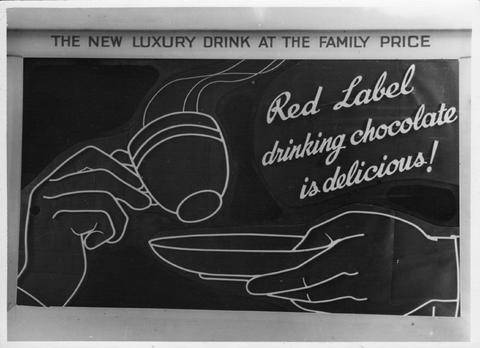 THE NEW LUXURY DRINK AT THE FAMILY PRICE
Red Label
drinking chocolate
is delicious!